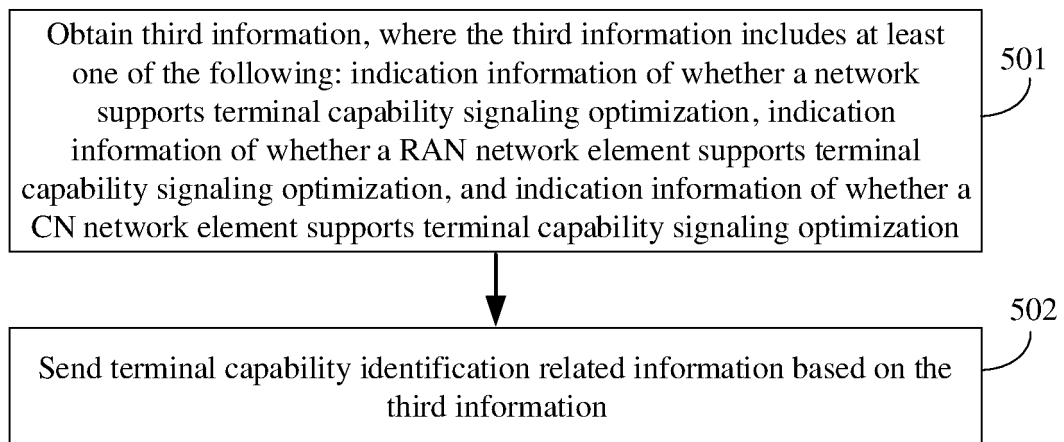 Obtain third information, where the third information includes at least
one of the following: indication information of whether a network
supports terminal capability signaling optimization, indication
information of whether a RAN network element supports terminal
capability signaling optimization, and indication information of whether a
CN network element supports terminal capability signaling optimization
501
Send terminal capability identification related information based on the
third information
502